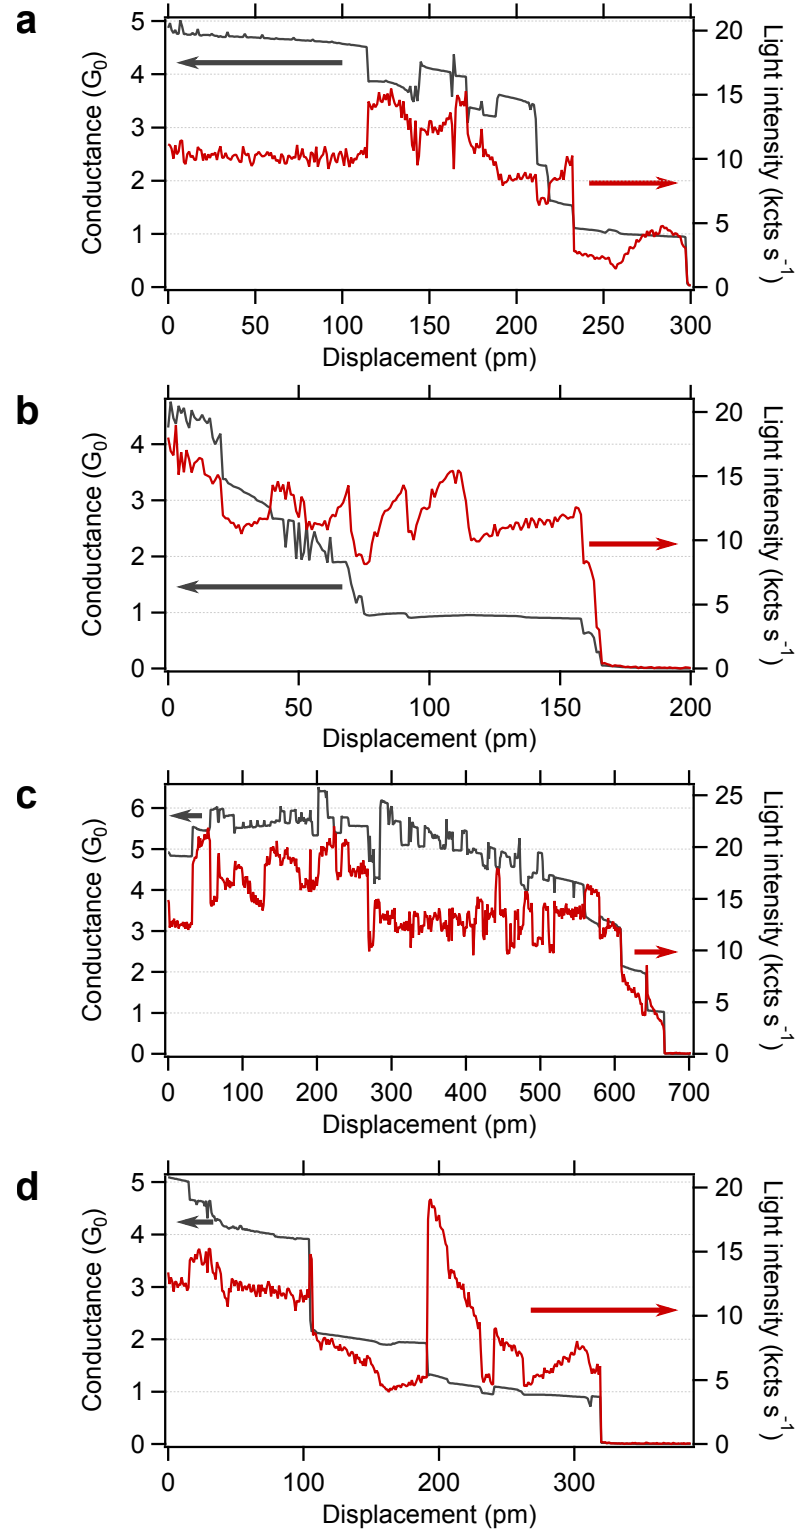 a
Conductance (G0)
5
4
3
2
1
0
Light intensity (kcts s-1)
20
15
10
5
0
0 50 100 150 200 250 300
Displacement (pm)
b
Conductance (G0)
4
3
2
1
0
Light intensity (kcts s-1)
20
15
10
5
0
0 50 100 150 200
Displacement (pm)
c
Conductance (G0)
6
5
4
3
2
1
0
Light intensity (kcts s-1)
25
20
15
10
5
0
0 100 200 300 400 500 600 700
Displacement (pm)
d
Conductance (G0)
5
4
3
2
1
0
Light intensity (kcts s-1)
20
15
10
5
0
0 100 200 300
Displacement (pm)